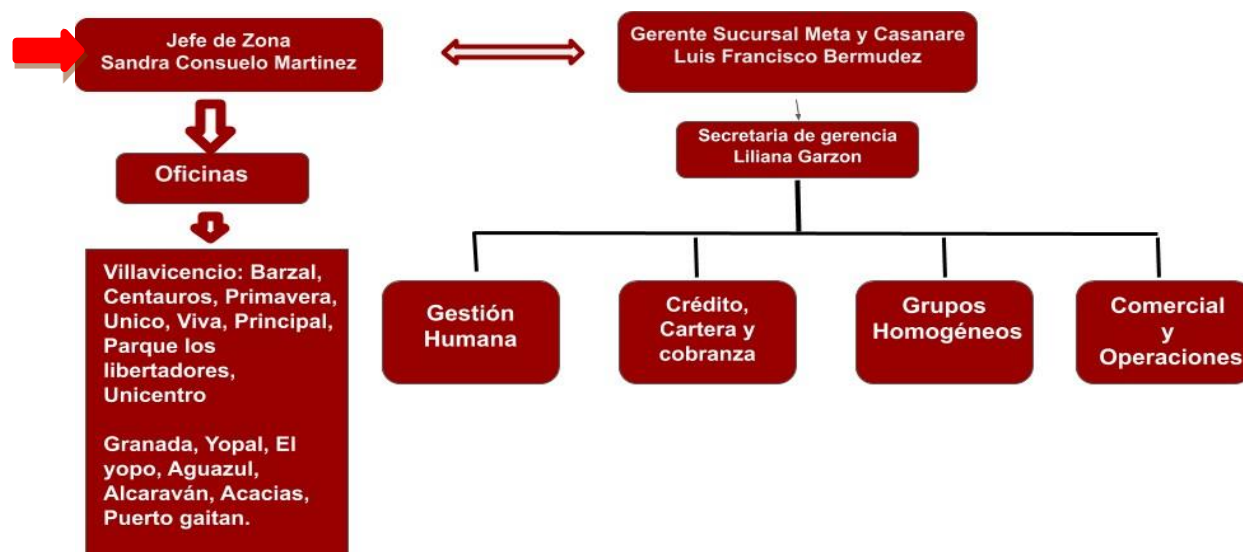 Jefe de Zona
Sandra Consuelo Martinez
Gerente Sucursal Meta y Casanare
Luis Francisco Bermudez
Secretaria de gerencia
Liliana Garzon
Oficinas
Villavicencio: Barzal,
Centauros, Primavera,
Unico, Viva, Principal,
Parque los
libertadores,
Unicentro
Granada, Yopal, El
yopo, Aguazul,
Alcaraván, Acacias,
Puerto gaitan.
Gestión
Humana
Crédito,
Cartera y
cobranza
Grupos
Homogéneos
Comercial
y
Operaciones